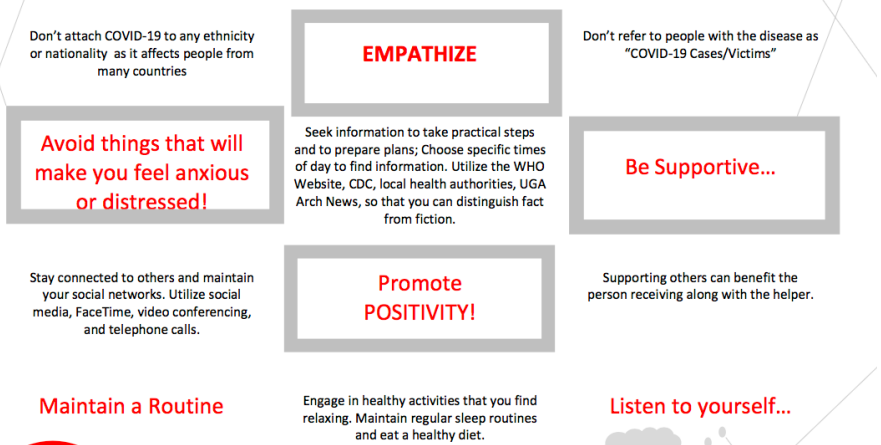 Don't attach COVID-19 to any ethnicity
or nationality as it affects people from
many countries
EMPATHIZE
Don't refer to people with the disease as
"COVID-19 Cases/Victims"
Avoid things that will
make you feel anxious
or distressed!
Seek information to take practical steps
and to prepare plans; Choose specific times
of day to find information. Utilize the WHO
Website, CDC, local health authorities, UGA
Arch News, so that you can distinguish fact
from fiction.
Be Supportive...
Stay connected to others and maintain
your social networks. Utilize social
media, FaceTime, video conferencing,
and telephone calls.
Promote
POSITIVITY!
Supporting others can benefit the
person receiving along with the helper.
Maintain a Routine
Engage in healthy activities that you find
relaxing. Maintain regular sleep routines
and eat a healthy diet.
Listen to yourself...